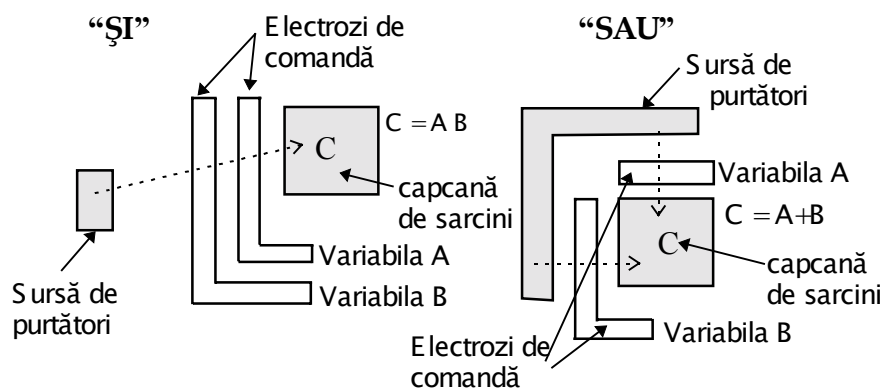 “ŞI”
Electrozi de
comandă
C = A B
C
capcană
de sarcini
Variabila A
Variabila B
Sursă de
purtători
“SAU”
Sursă de
purtători
Variabila A
C = A+B
C
capcană
de sarcini
Variabila B
Electrozi de
comandă